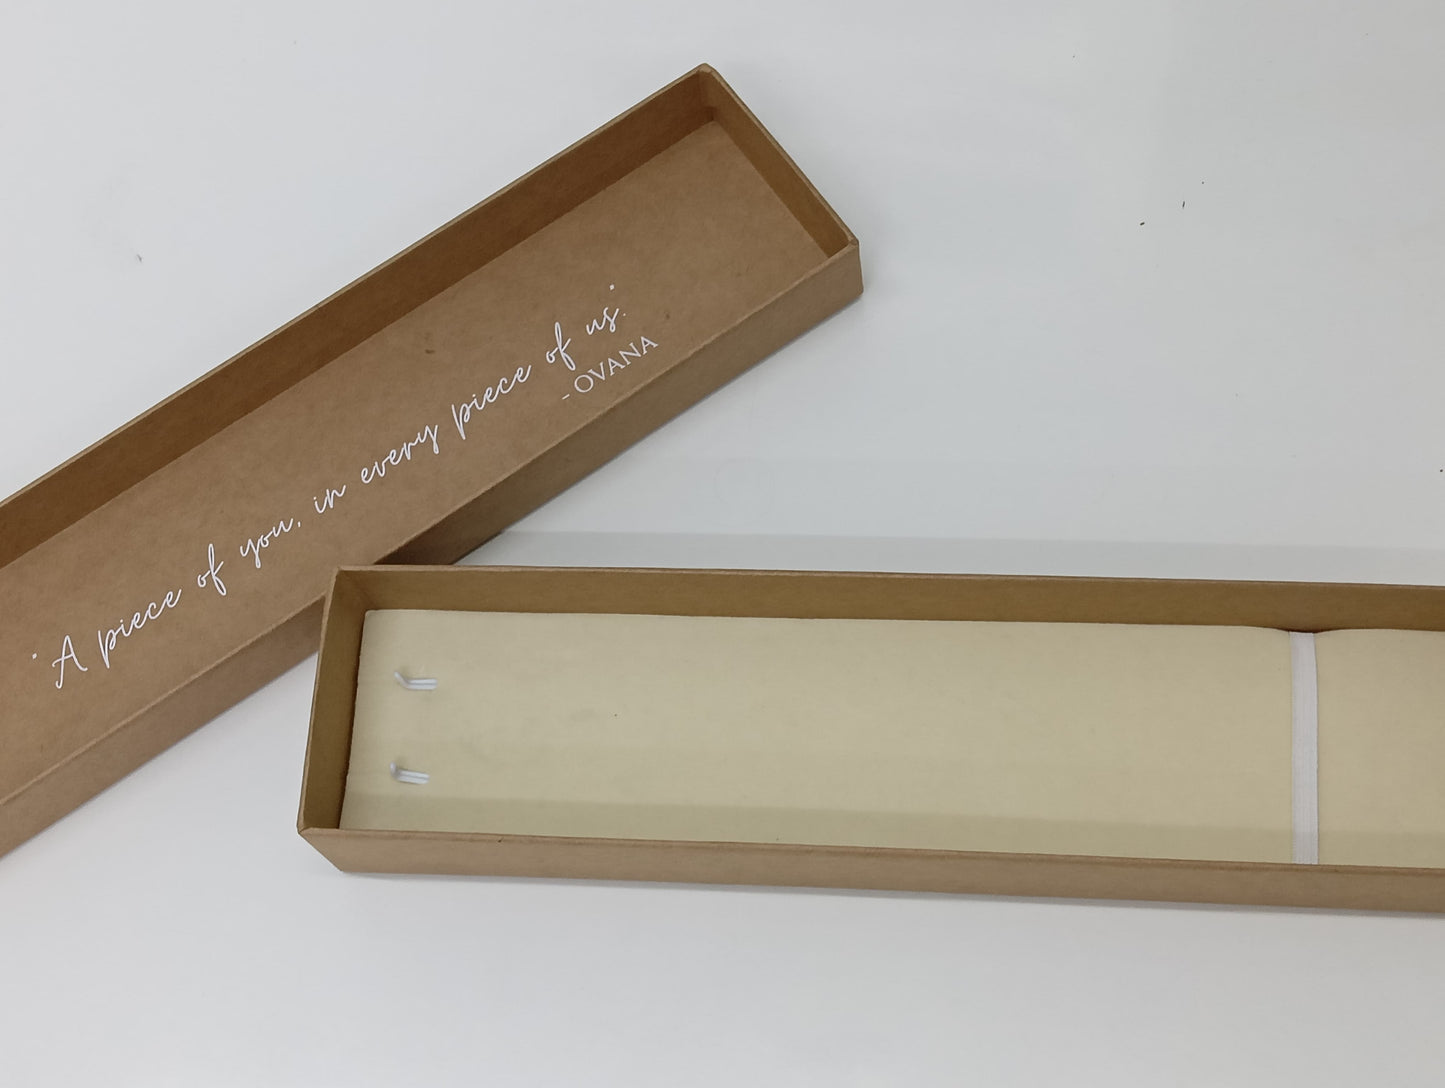 "A piece of you, in every piece of us."
- OVANA